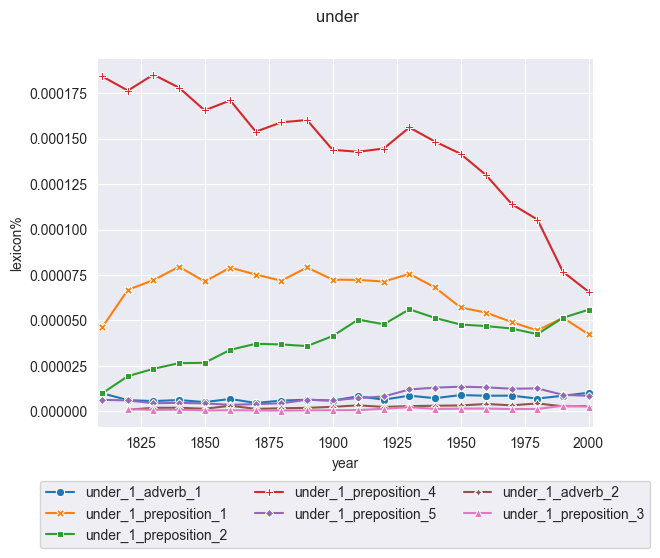 under
0.000175
0.000150
0.000125
0.000100
0.000075
0.000050
0.000025
0.000000
lexicon%
1825 1850 1875 1900 1925 1950 1975 2000
year
under_1_adverb_1 under_1_preposition_4 under_1_adverb_2
under_1_preposition_1 under_1_preposition_5 under_1_preposition_3
under_1_preposition_2